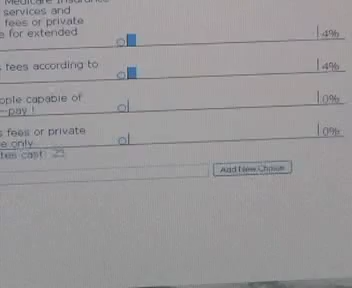 Medicare Insurance
services and
fees or private
e for extended
4%
fees according to
4%
ople capable of
-pay !
0%
s fees or private
e only
0%
tes cast: 23
Add New Choice